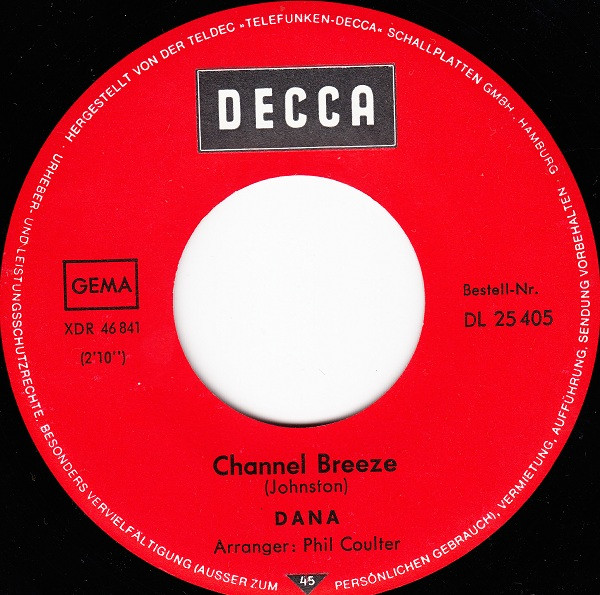 · HERGESTELLT VON DER TELDEC »TELEFUNKEN-DECCA« SCHALLPLATTEN GMBH · HAMBURG ·
URHEBER- UND LEISTUNGSSCHUTZRECHTE. BESONDERS VERVIELFÄLTIGUNG (AUSSER ZUM PERSÖNLICHEN GEBRAUCH), VERMIETUNG, AUFFÜHRUNG, SENDUNG VORBEHALTEN
DECCA
GEMA
XDR 46 841
(2'10'')
Bestell-Nr.
DL 25 405
Channel Breeze
(Johnston)
DANA
Arranger: Phil Coulter
45